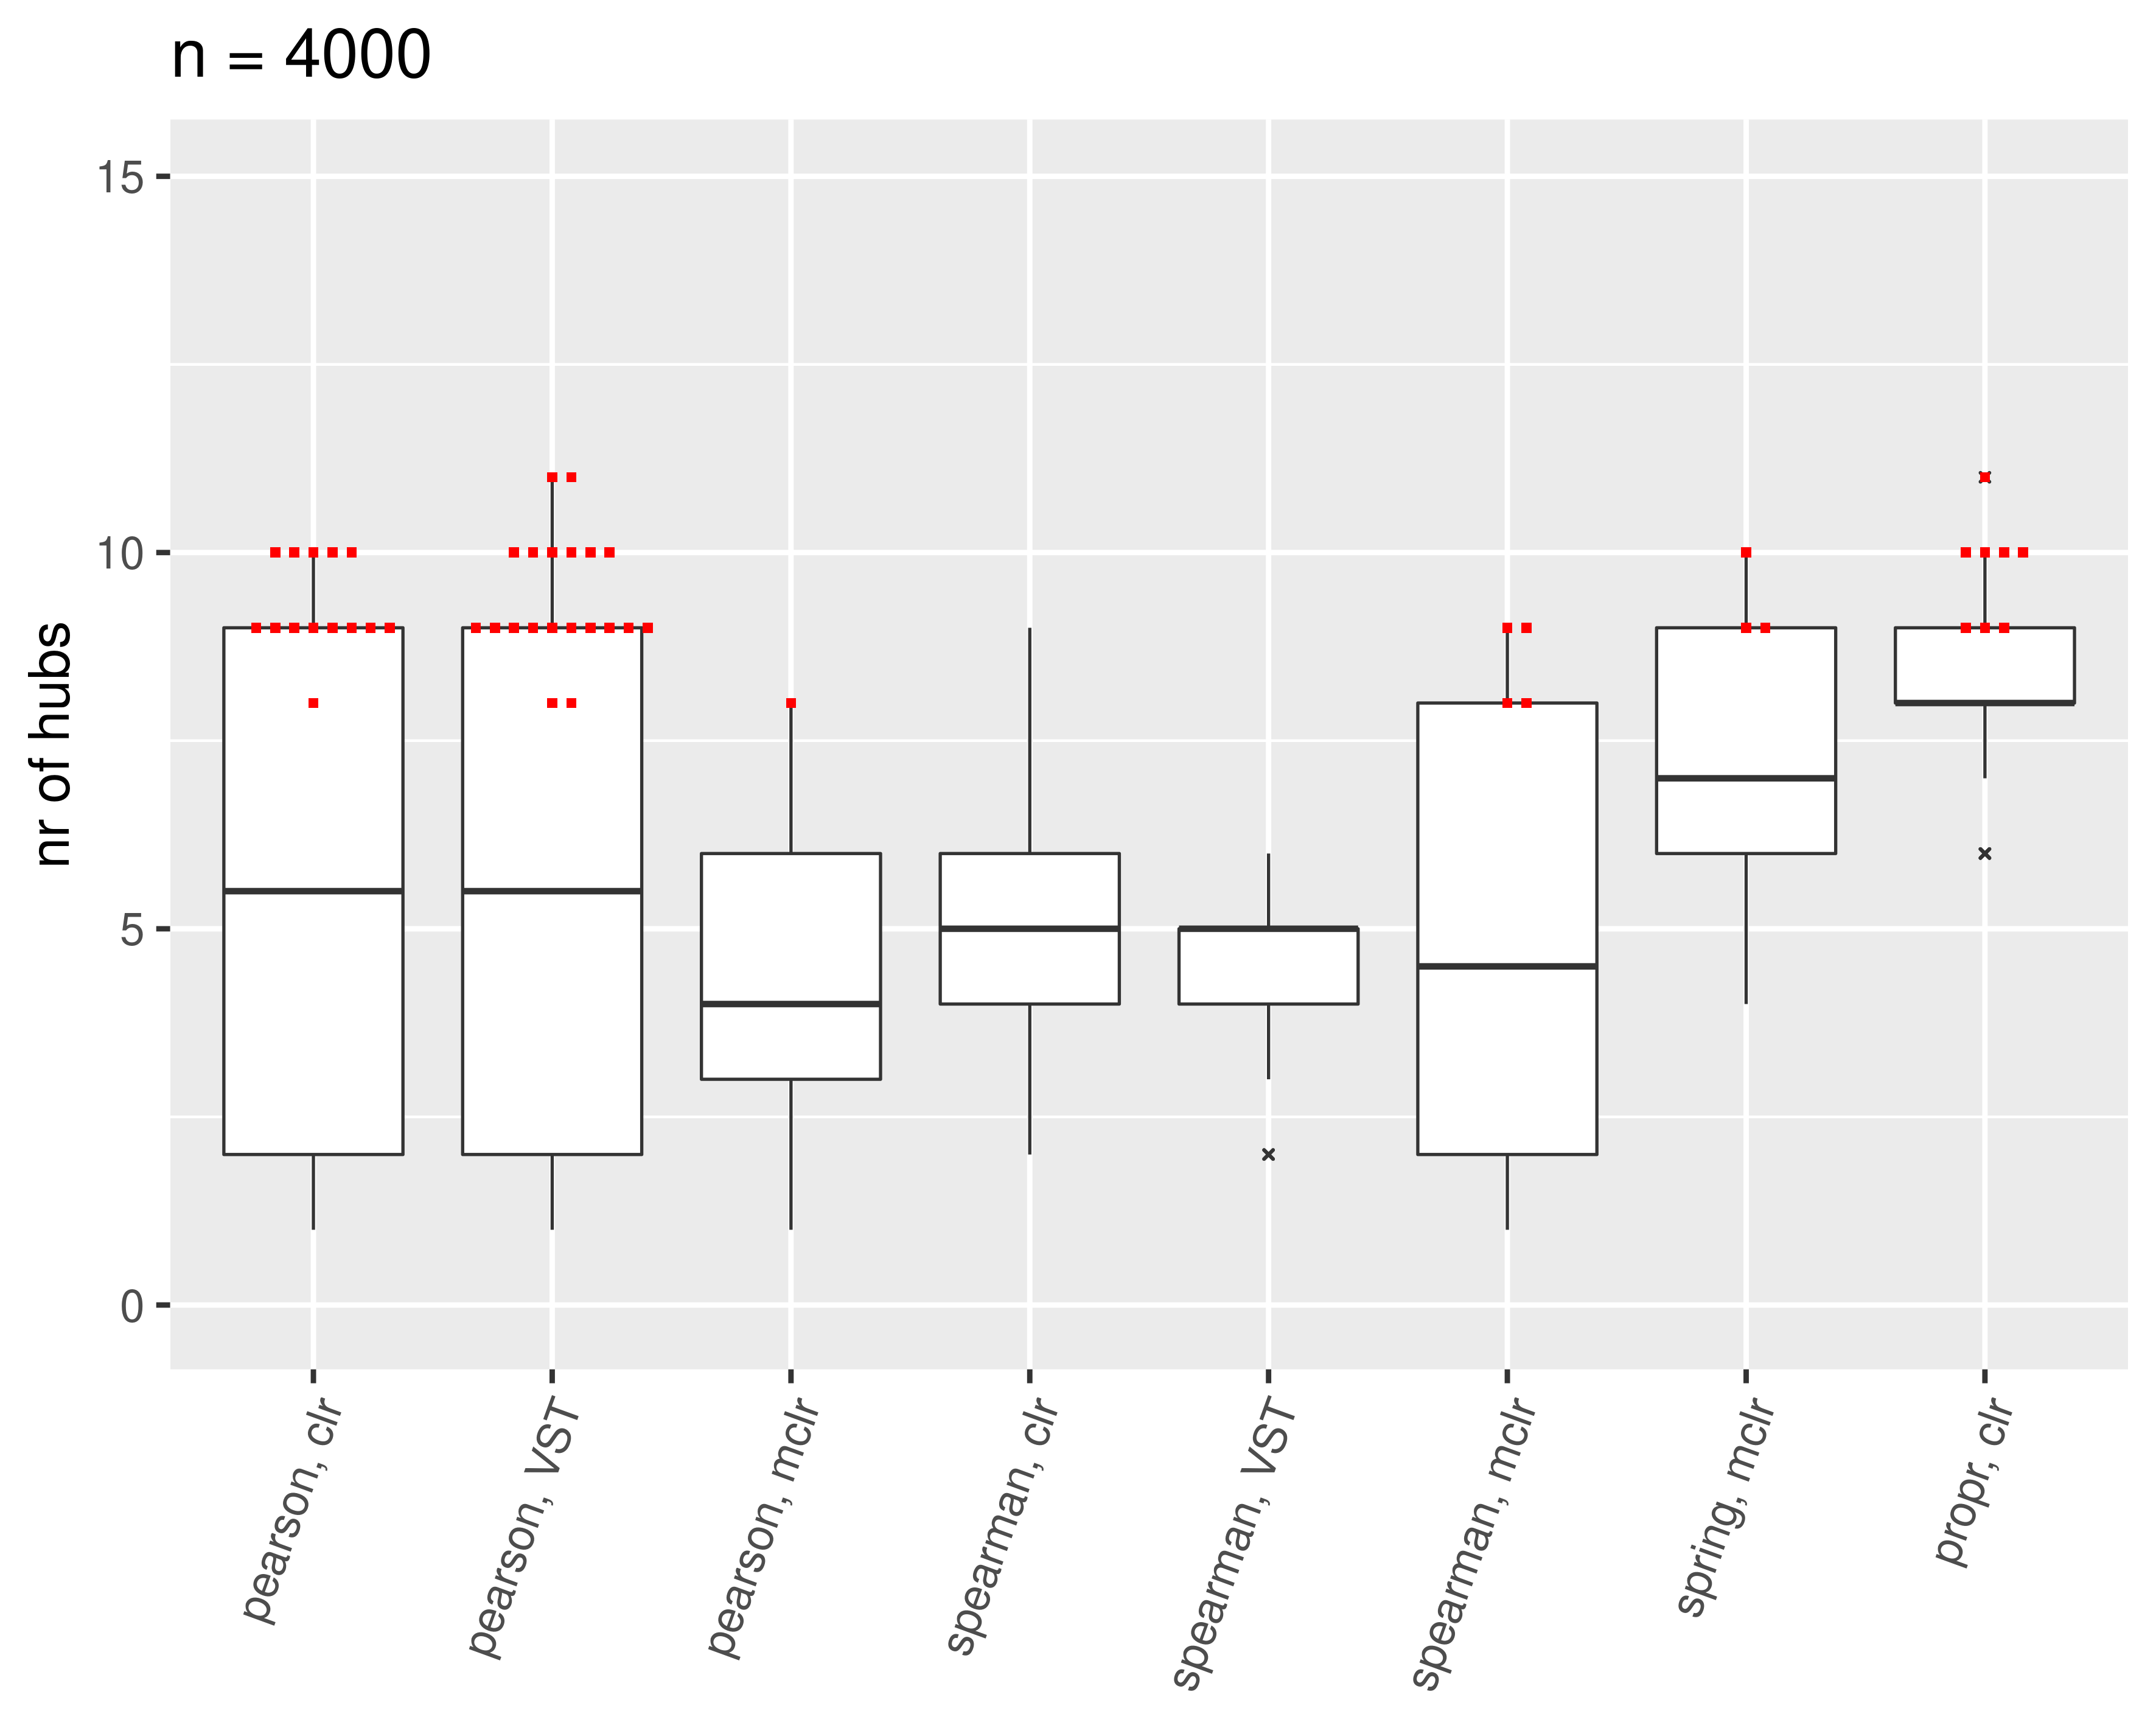 n = 4000
nr of hubs
15
10
5
0
pearson, clr
pearson, VST
pearson, mclr
spearman, clr
spearman, VST
spearman, mclr
spring, mclr
propr, clr